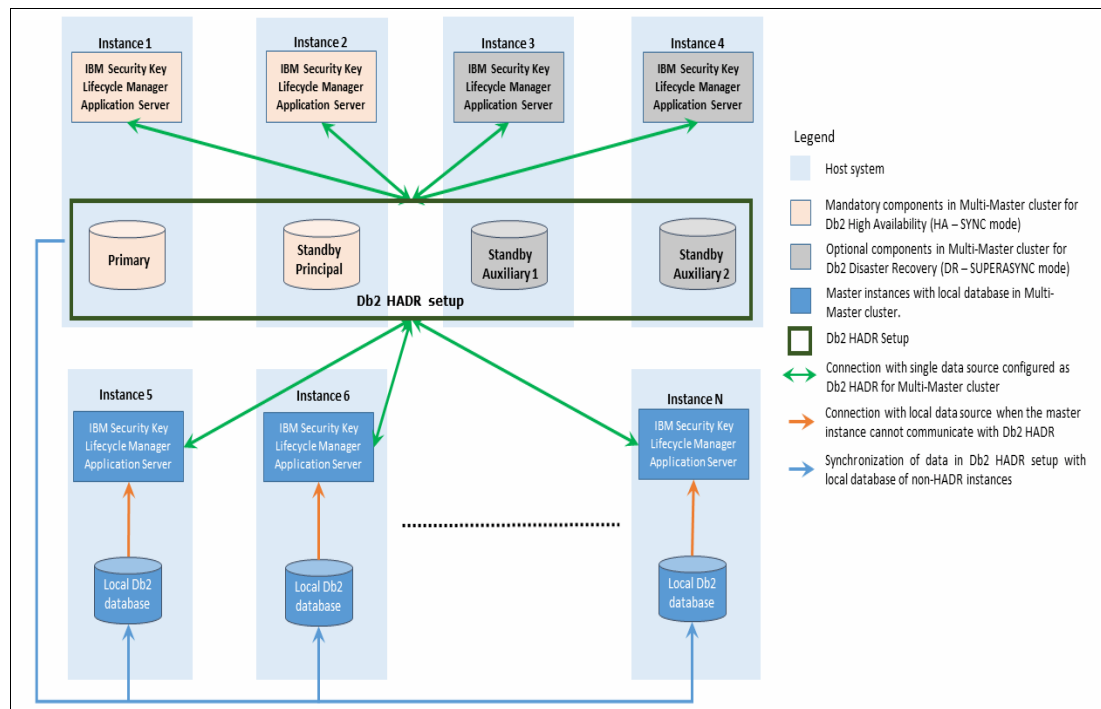 Instance 1
IBM Security Key
Lifecycle Manager
Application Server
Instance 2
IBM Security Key
Lifecycle Manager
Application Server
Instance 3
IBM Security Key
Lifecycle Manager
Application Server
Instance 4
IBM Security Key
Lifecycle Manager
Application Server
Primary
Standby
Principal
Standby
Auxiliary 1
Standby
Auxiliary 2
Db2 HADR setup
Instance 5
IBM Security Key
Lifecycle Manager
Application Server
Instance 6
IBM Security Key
Lifecycle Manager
Application Server
Instance N
IBM Security Key
Lifecycle Manager
Application Server
Local Db2
database
Local Db2
database
Local Db2
database
Legend
Host system
Mandatory components in Multi-Master cluster for
Db2 High Availability (HA – SYNC mode)
Optional components in Multi-Master cluster for
Db2 Disaster Recovery (DR – SUPERASYNC mode)
Master instances with local database in Multi-
Master cluster.
Db2 HADR Setup
Connection with single data source configured as
Db2 HADR for Multi-Master cluster
Connection with local data source when the master
instance cannot communicate with Db2 HADR
Synchronization of data in Db2 HADR setup with
local database of non-HADR instances